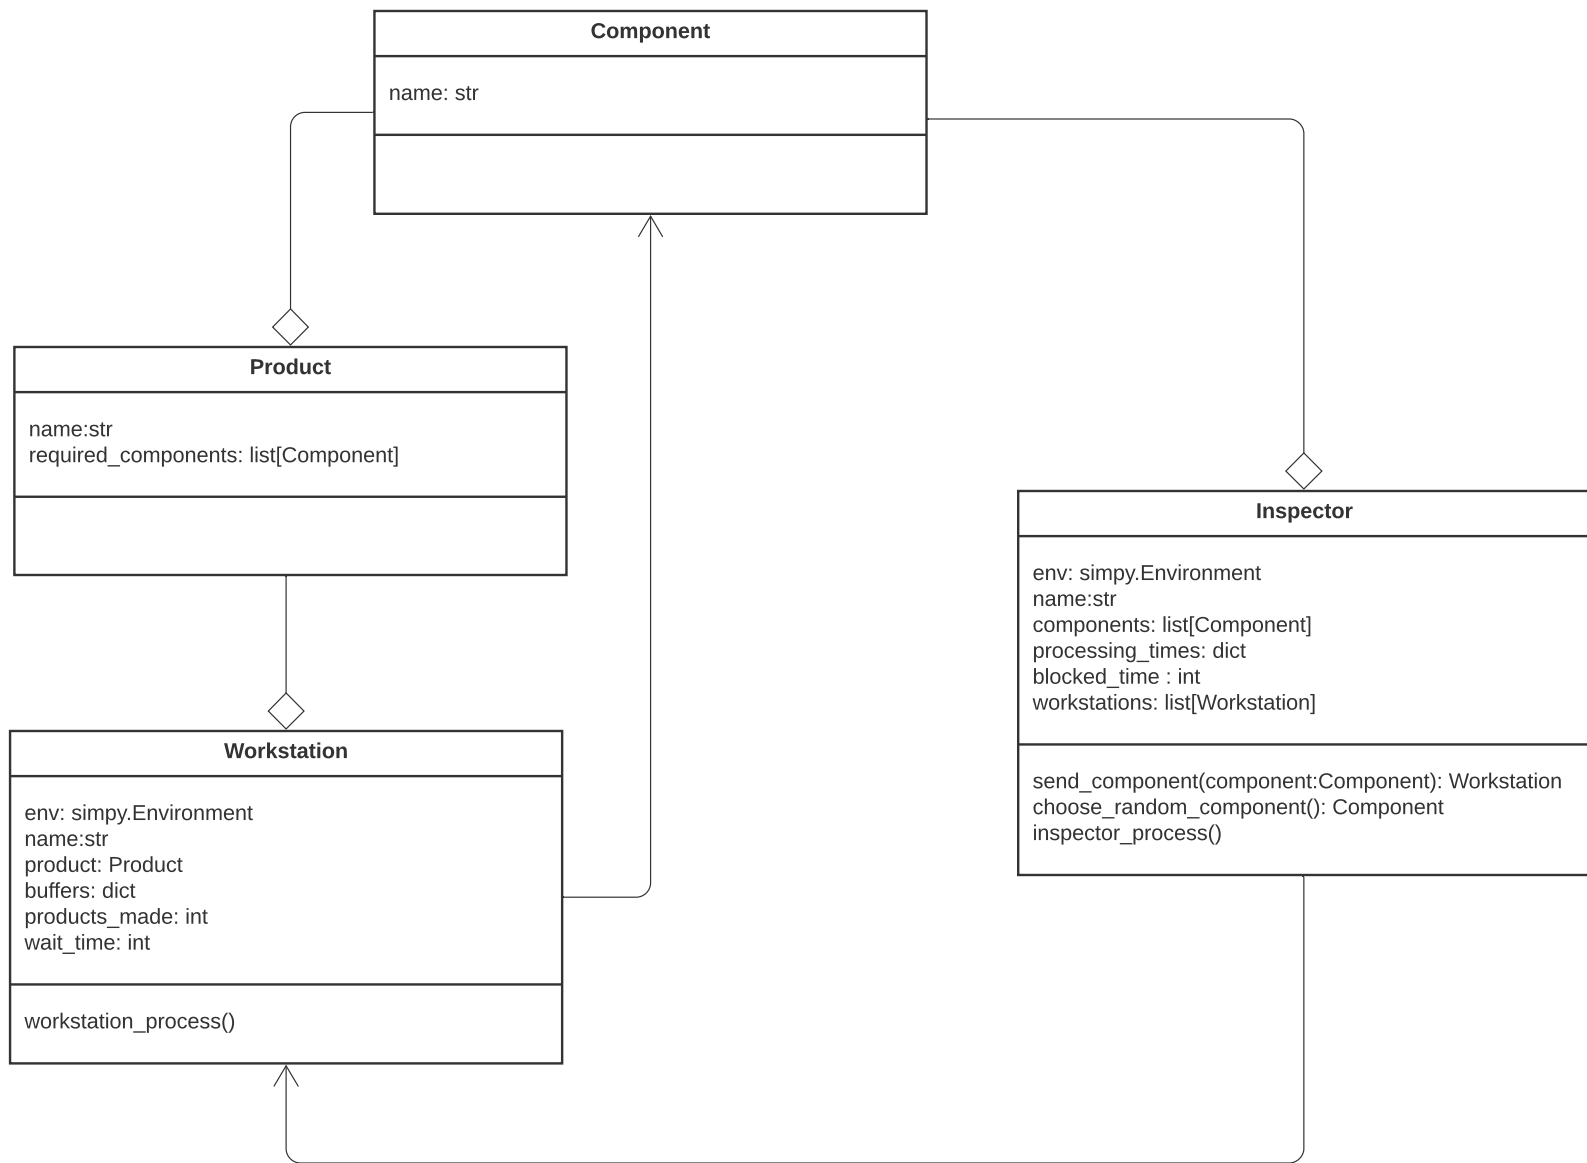 Component
name: str
Product
name:str
required_components: list[Component]
Inspector
env: simpy.Environment
name:str
components: list[Component]
processing_times: dict
blocked_time : int
workstations: list[Workstation]
send_component(component:Component): Workstation
choose_random_component(): Component
inspector_process()
Workstation
env: simpy.Environment
name:str
product: Product
buffers: dict
products_made: int
wait_time: int
workstation_process()